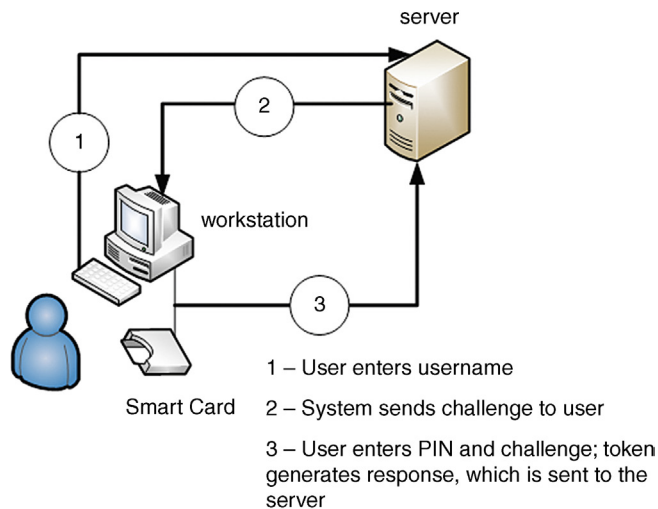 server
2
1
workstation
3
1 – User enters username
Smart Card
2 – System sends challenge to user
3 – User enters PIN and challenge; token
generates response, which is sent to the
server